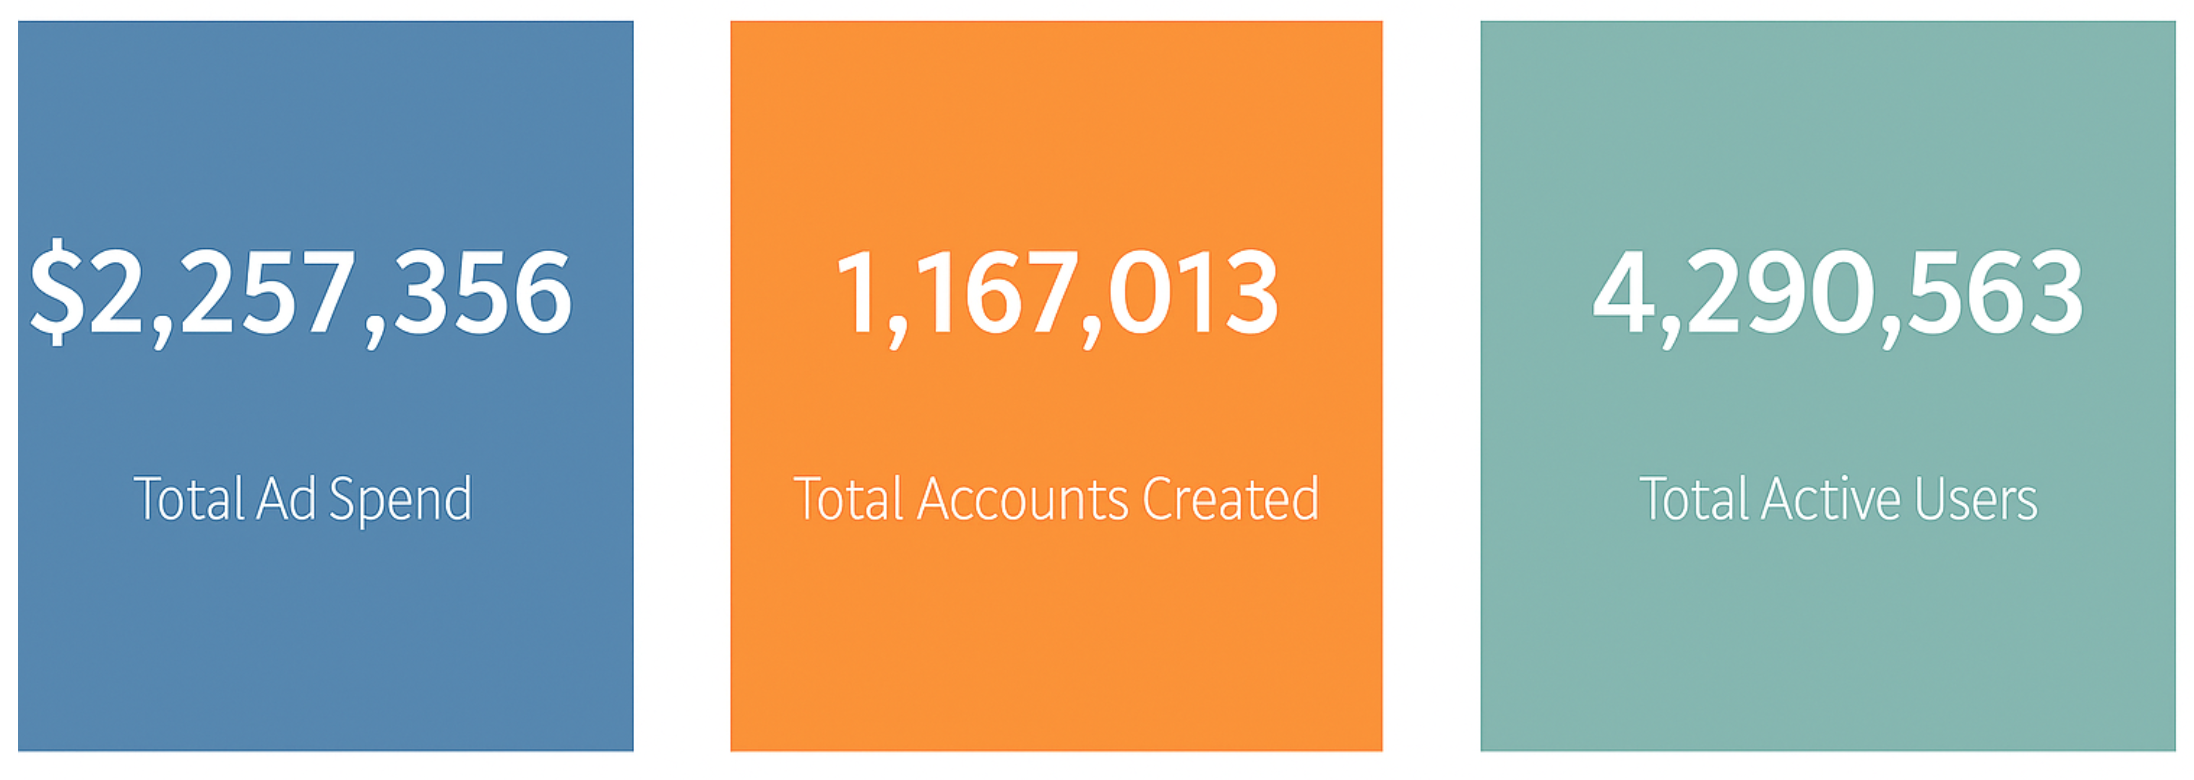 $2,257,356
Total Ad Spend
1,167,013
Total Accounts Created
4,290,563
Total Active Users